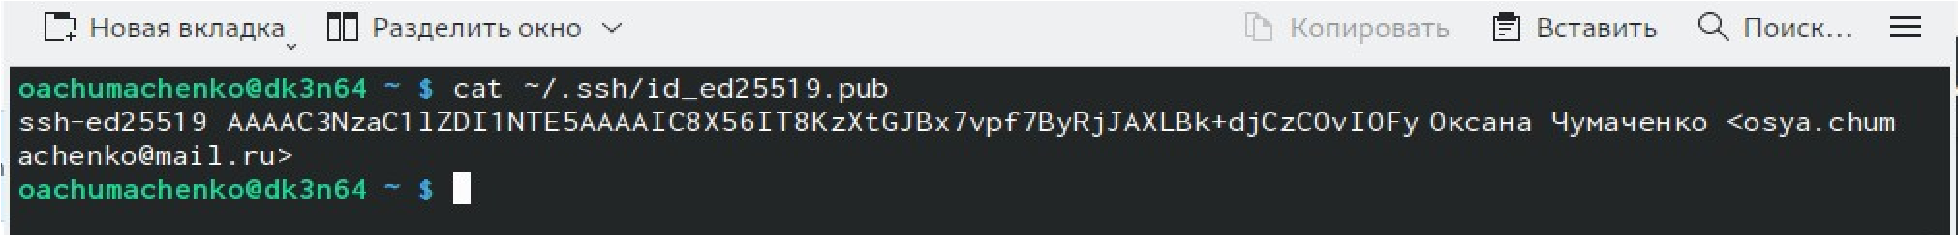 Новая вкладка Разделить окно Копировать Вставить Поиск...
oachumachenko@dk3n64 ~ $ cat ~/.ssh/id_ed25519.pub
ssh-ed25519 AAAAC3NzaC1lZDI1NTE5AAAAIC8X56IT8KzXtGJBx7vpf7ByRjJAXLBk+djCzCOvIOFy Оксана Чумаченко <osya.chum
achenko@mail.ru>
oachumachenko@dk3n64 ~ $